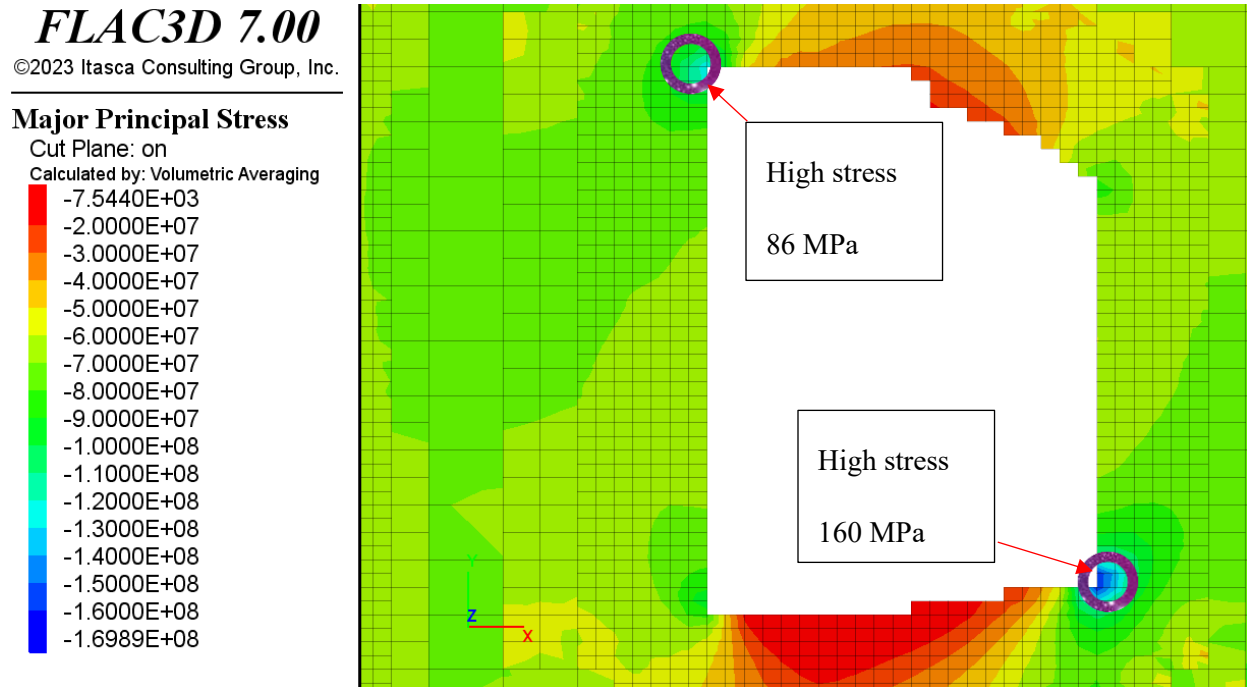 FLAC3D 7.00
©2023 Itasca Consulting Group, Inc.
Major Principal Stress
Cut Plane: on
Calculated by: Volumetric Averaging
-7.5440E+03
-2.0000E+07
-3.0000E+07
-4.0000E+07
-5.0000E+07
-6.0000E+07
-7.0000E+07
-8.0000E+07
-9.0000E+07
-1.0000E+08
-1.1000E+08
-1.2000E+08
-1.3000E+08
-1.4000E+08
-1.5000E+08
-1.6000E+08
-1.6989E+08
High stress
86 MPa
High stress
160 MPa
Y
Z
X